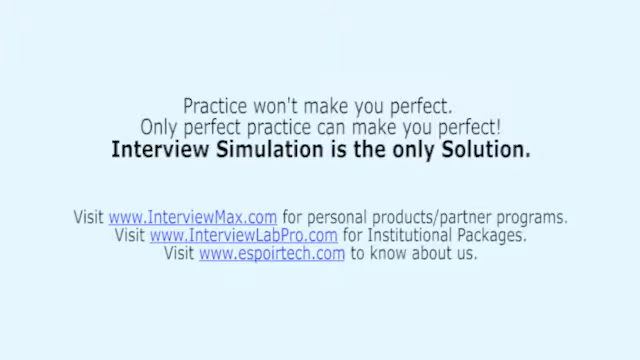 Practice won't make you perfect.
Only perfect practice can make you perfect!
Interview Simulation is the only Solution.
Visit www.InterviewMax.com for personal products/partner programs.
Visit www.InterviewLabPro.com for Institutional Packages.
Visit www.espoirtech.com to know about us.